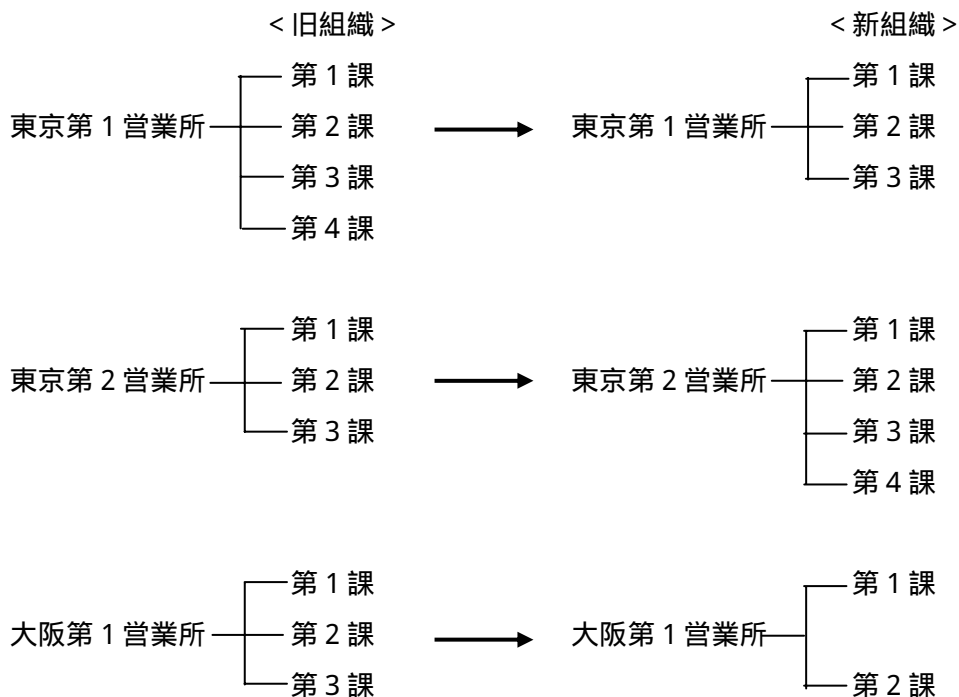 <旧組織> <新組織>
第1課 第1課
東京第1営業所 第2課 東京第1営業所 第2課
第3課 第3課
第4課
第1課 第1課
東京第2営業所 第2課 東京第2営業所 第2課
第3課 第3課
第4課
第1課 第1課
大阪第1営業所 第2課 大阪第1営業所
第3課 第2課